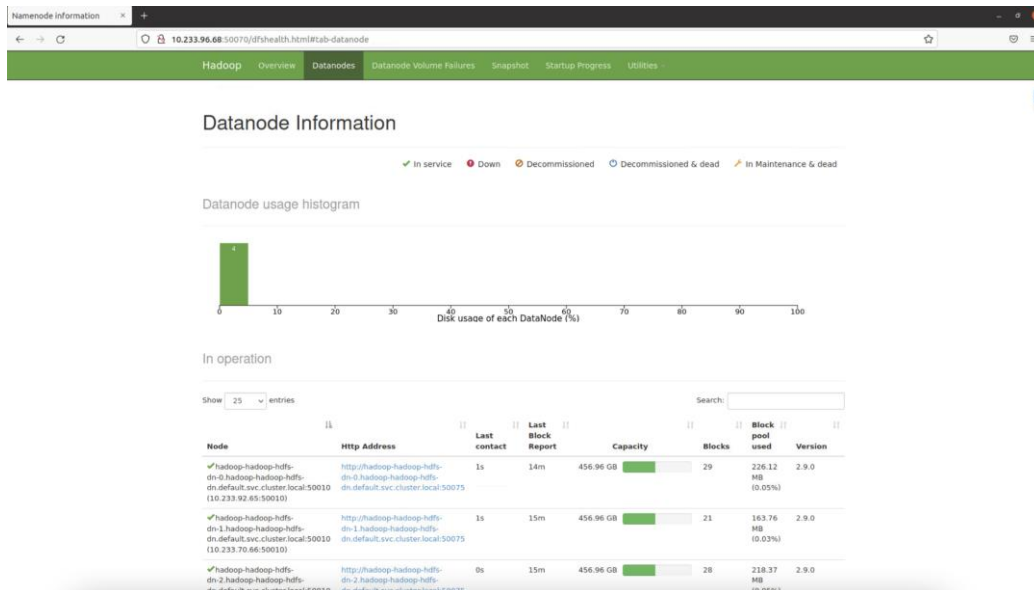 Namenode information
10.233.96.68:50070/dfshealth.html#tab-datanode
Hadoop Overview Datanodes Datanode Volume Failures Snapshot Startup Progress Utilities
Datanode Information
In service Down Decommissioned Decommissioned & dead In Maintenance & dead
Datanode usage histogram
4
0 10 20 30 40 50 60 70 80 90 100
Disk usage of each DataNode (%)
In operation
Show 25 entries Search:
Node Http Address Last contact Last Block Report Capacity Blocks Block pool used Version
hadoop-hadoop-hdfs- http://hadoop-hadoop-hdfs- 1s 14m 456.96 GB 29 226.12 2.9.0
dn-0.hadoop-hadoop-hdfs- dn-0.hadoop-hadoop-hdfs- MB
dn.default.svc.cluster.local:50010 dn.default.svc.cluster.local:50075 (0.05%)
(10.233.92.65:50010)
hadoop-hadoop-hdfs- http://hadoop-hadoop-hdfs- 1s 15m 456.96 GB 21 163.76 2.9.0
dn-1.hadoop-hadoop-hdfs- dn-1.hadoop-hadoop-hdfs- MB
dn.default.svc.cluster.local:50010 dn.default.svc.cluster.local:50075 (0.03%)
(10.233.70.66:50010)
hadoop-hadoop-hdfs- http://hadoop-hadoop-hdfs- 0s 15m 456.96 GB 28 218.37 2.9.0
dn-2.hadoop-hadoop-hdfs- dn-2.hadoop-hadoop-hdfs- MB